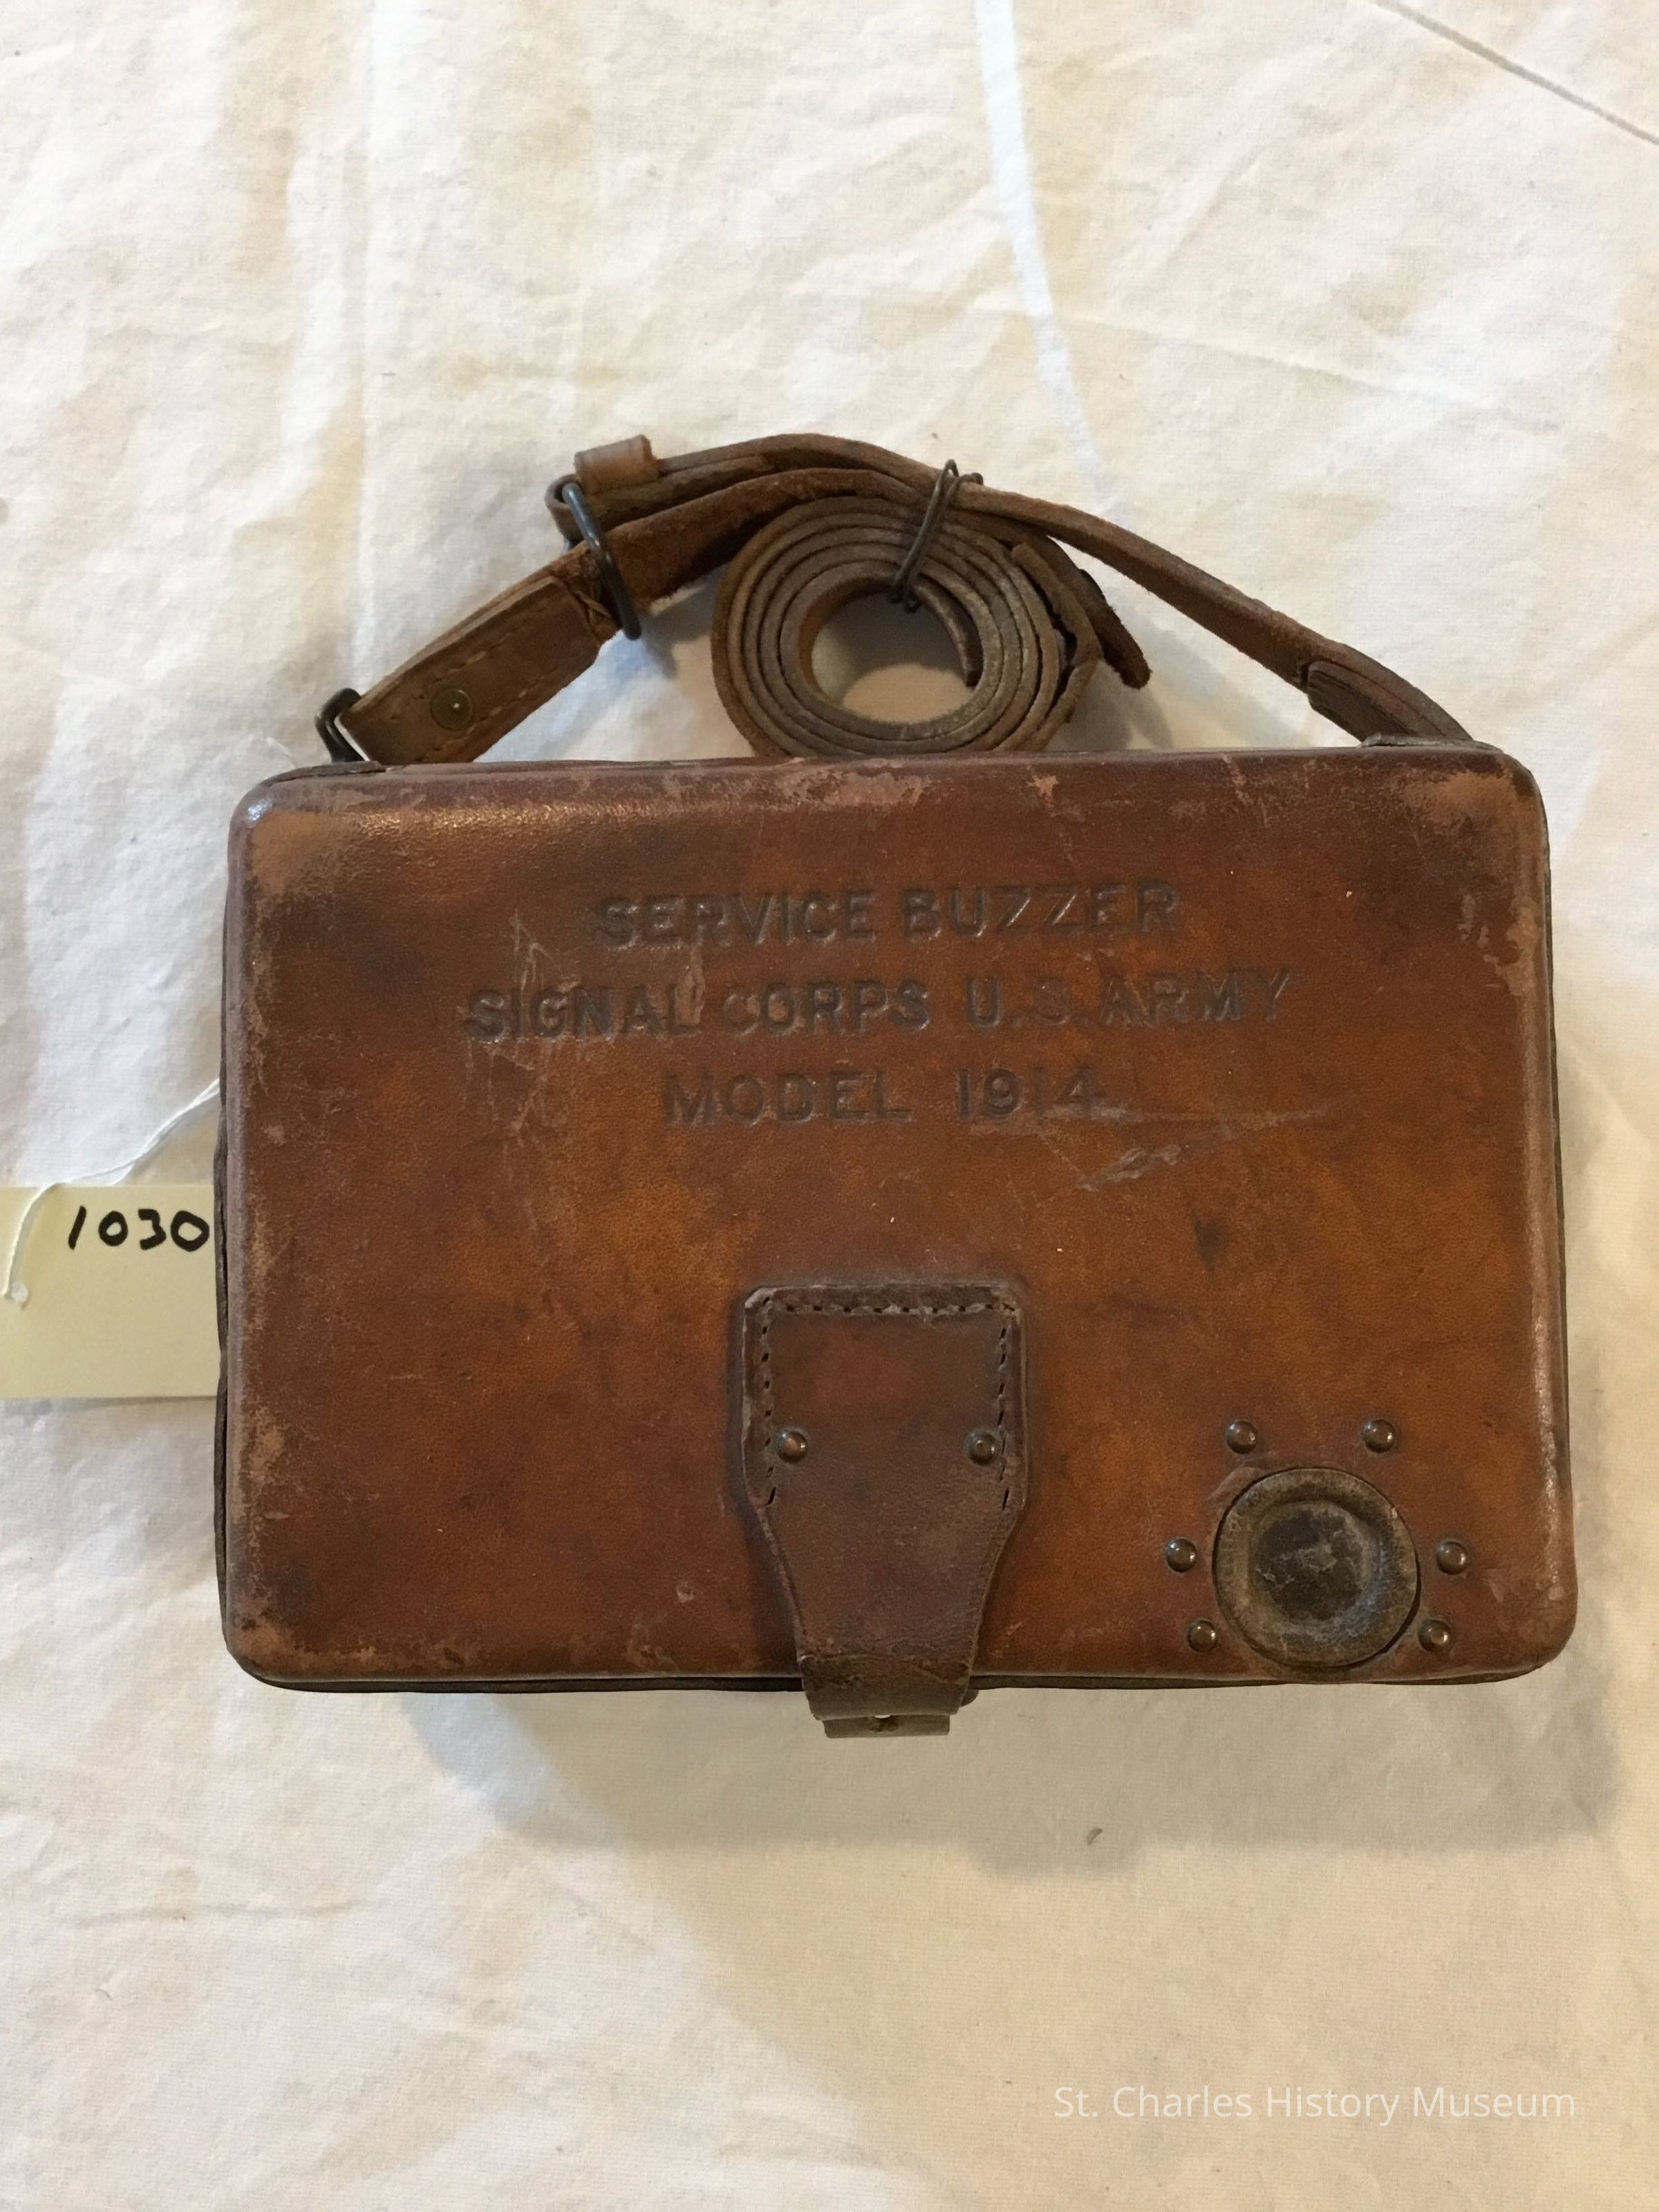 SERVICE BUZZER
SIGNAL CORPS U.S. ARMY
MODEL 1914
1030
St. Charles History Museum